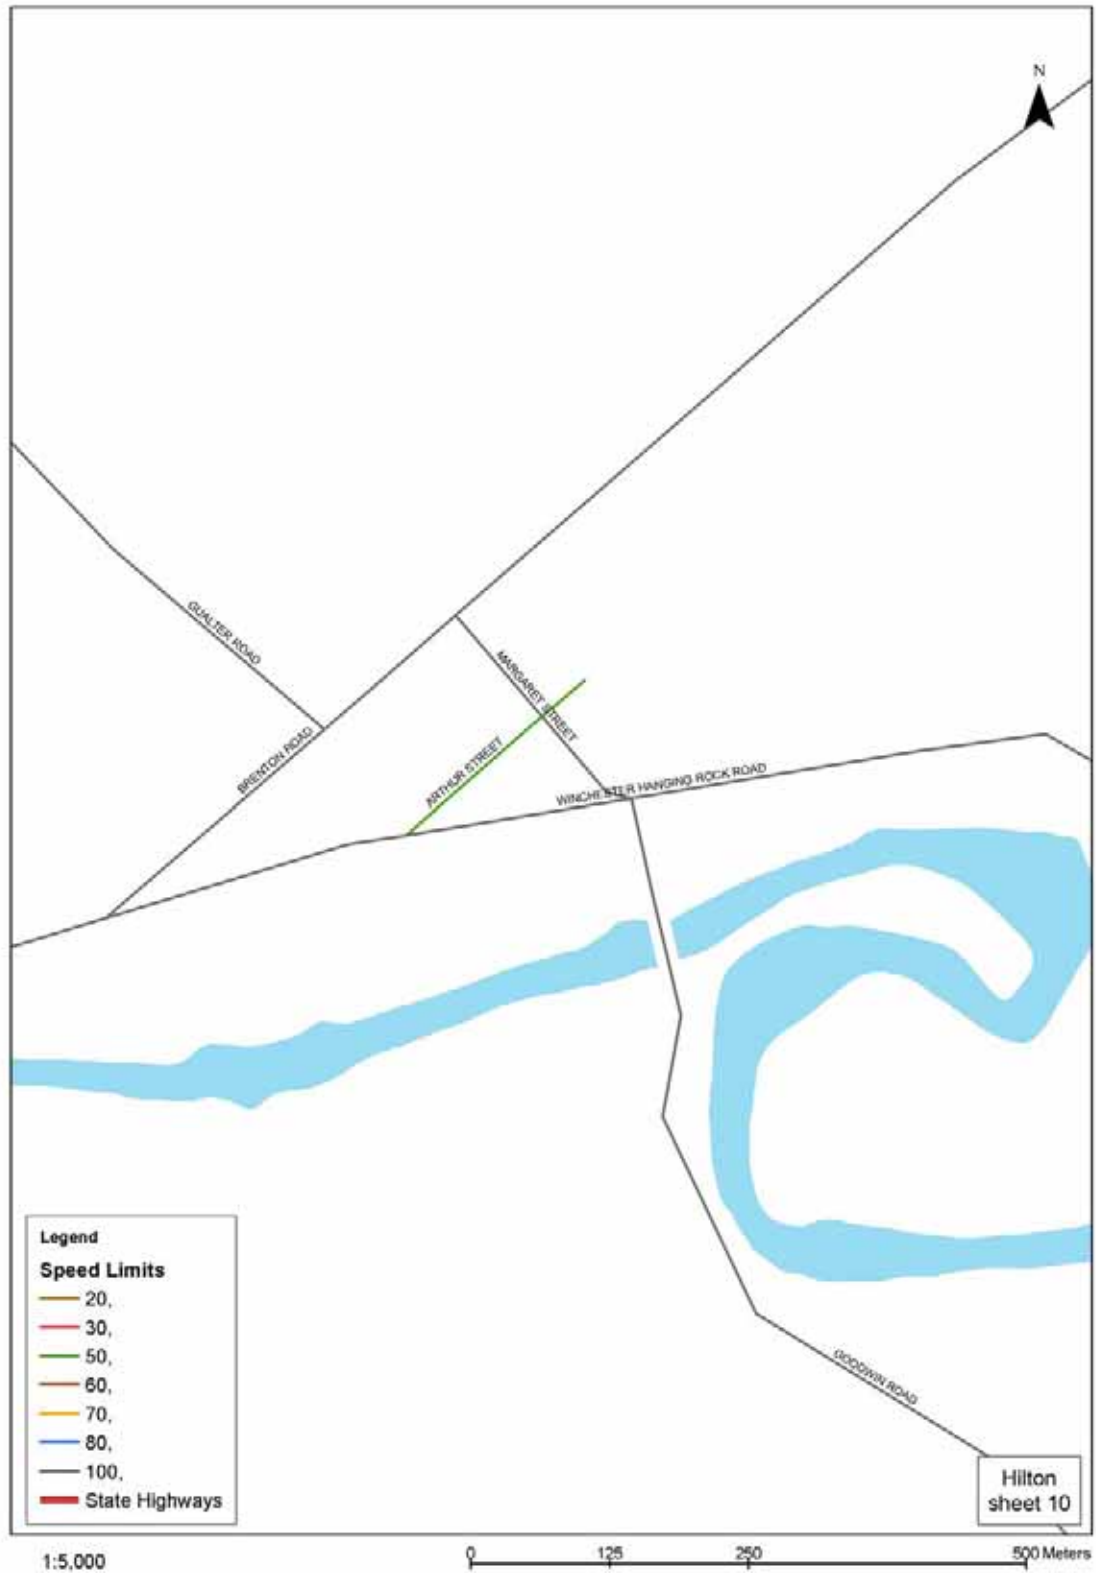 N
GUALTER ROAD
MARGARET STREET
BRENTON ROAD
ARTHUR STREET
WINCHESTER HANGING ROCK ROAD
GOODWIN ROAD
Legend
Speed Limits
20,
30,
50,
60,
70,
80,
100,
State Highways
Hilton
sheet 10
1:5,000
0 125 250 500 Meters